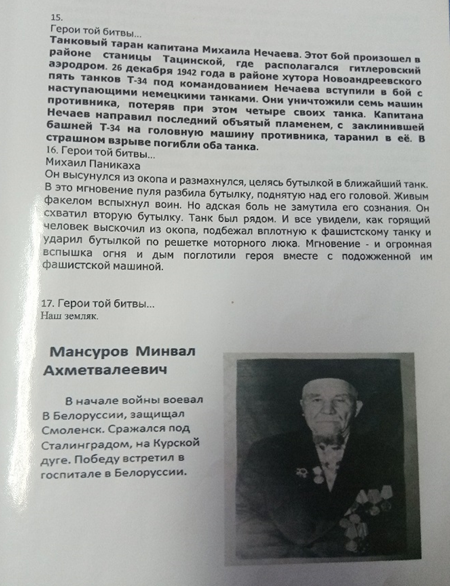 15.
Герои той битвы...
Танковый таран капитана Михаила Нечаева. Этот бой произошел в
районе станицы Тацинской, где располагался гитлеровский
аэродром. 26 декабря 1942 года в районе хутора Новоандреевского
пять танков Т-34 под командованием Нечаева вступили в бой с
наступающими немецкими танками. Они уничтожили семь машин
противника, потеряв при этом четыре своих танка. Капитана
Нечаев направил последний объятый пламенем, с заклинившей
башней Т-34 на головную машину противника, таранил в её. В
страшном взрыве погибли оба танка.
16. Герои той битвы...
Михаил Паникаха
Он высунулся из окопа и размахнулся, целясь бутылкой в ближайший танк.
В это мгновение пуля разбила бутылку, поднятую над его головой. Живым
факелом вспыхнул воин. Но адская боль не замутила его сознания. Он
схватил вторую бутылку. Танк был рядом. И все увидели, как горящий
человек выскочил из окопа, подбежал вплотную к фашистскому танку и
ударил бутылкой по решетке моторного люка. Мгновение - и огромная
вспышка огня и дыма поглотили героя вместе с подожженной им
фашистской машиной.
17. Герои той битвы...
Наш земляк.
Мансуров Минвал
Ахметвалеевич
В начале войны воевал
В Белоруссии, защищал
Смоленск. Сражался под
Сталинградом, на Курской
дуге. Победу встретил в
госпитале в Белоруссии.